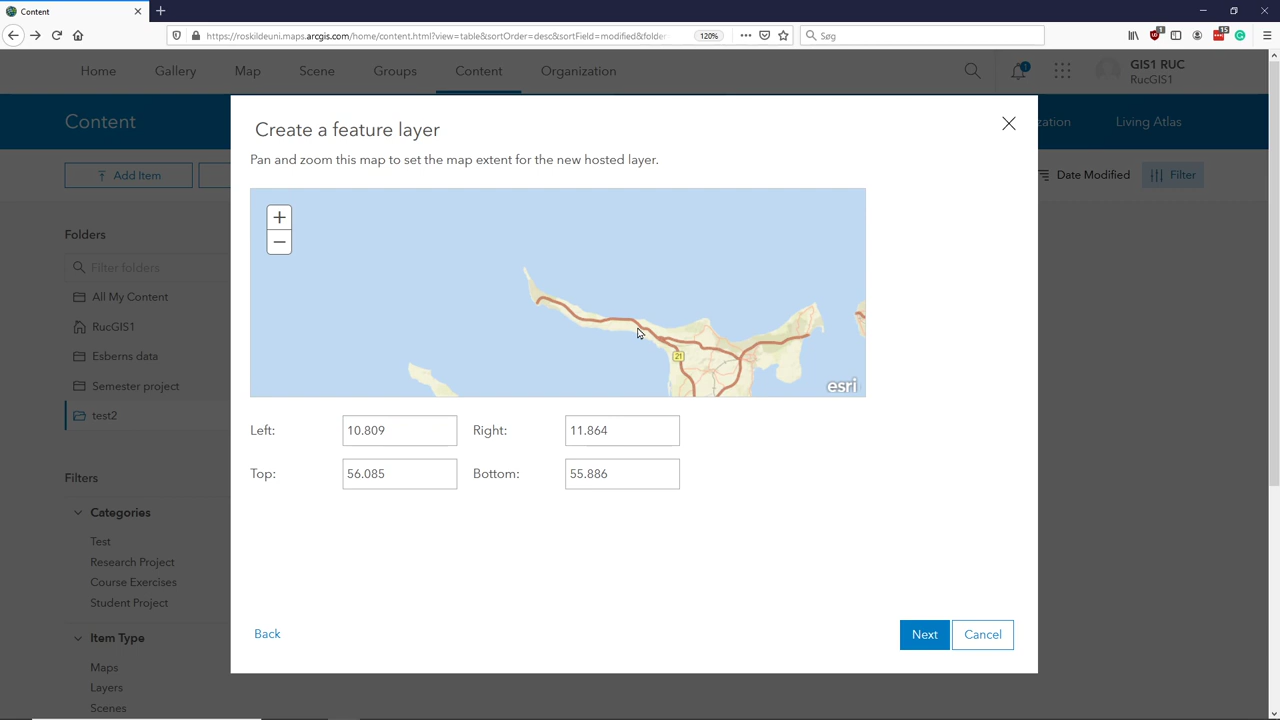 Content
https://roskildeuni.maps.arcgis.com/home/content.html?view=table&sortOrder=desc&sortField=modified&folder
120%
Søg
Home
Gallery
Map
Scene
Groups
Content
Organization
1
GIS1 RUC
RucGIS1
Content
zation
Living Atlas
Add Item
Date Modified
Filter
Create a feature layer
Pan and zoom this map to set the map extent for the new hosted layer.
+
−
21
esri
Left:
10.809
Right:
11.864
Top:
56.085
Bottom:
55.886
Back
Next
Cancel
Folders
Filter folders
All My Content
RucGIS1
Esberns data
Semester project
test2
Filters
Categories
Test
Research Project
Course Exercises
Student Project
Item Type
Maps
Layers
Scenes